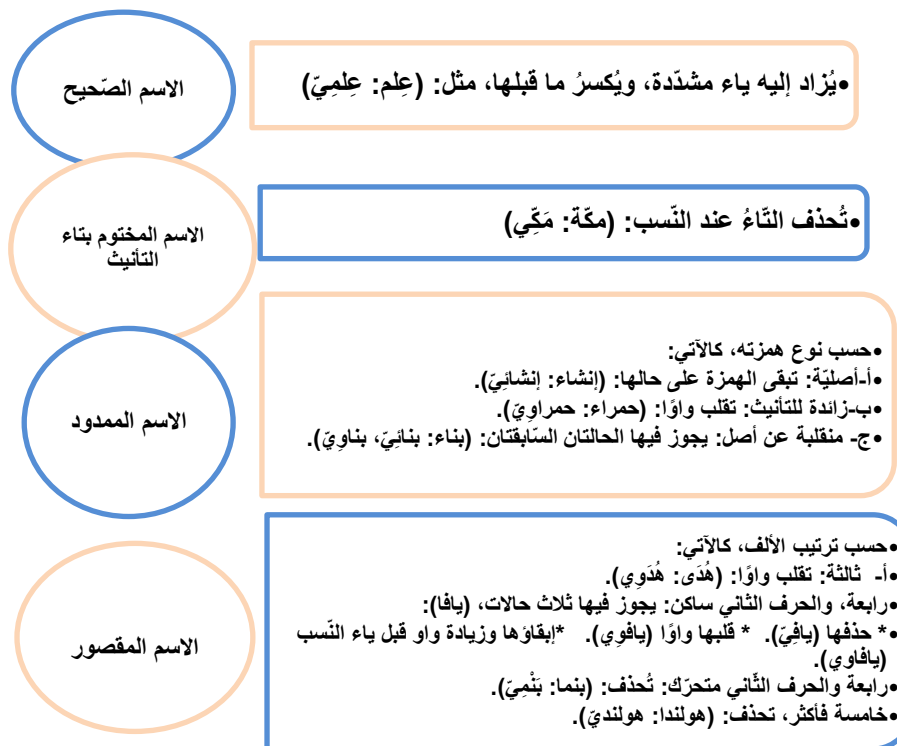 الاسم الصّحيح
•يُزاد إليه ياء مشدّدة، ويُكسرُ ما قبلها، مثل: (عِلم: عِلمِيّ)
الاسم المختوم بتاء
التأنيث
•تُحذف التّاءُ عند النّسب: (مكّة: مَكِّي)
الاسم الممدود
•حسب نوع همزته، كالآتي:
•أ-أصليّة: تبقى الهمزة على حالها: (إنشاء: إنشائِيّ).
•ب-زائدة للتأنيث: تقلب واوًا: (حمراء: حمراوِيّ).
•ج- منقلبة عن أصل: يجوز فيها الحالتان السّابقتان: (بناء: بنائِيّ، بناوِيّ).
الاسم المقصور
•حسب ترتيب الألف، كالآتي:
•أ- ثالثة: تقلب واوًا: (هُدَى: هُدَوِي).
•رابعة، والحرف الثاني ساكن: يجوز فيها ثلاث حالات، (يافا):
•* حذفها (يافِيّ). * قلبها واوًا (يافوِي). *إبقاؤها وزيادة واو قبل ياء النّسب
(يافاوي).
•رابعة والحرف الثّاني متحرّك: تُحذف: (بنما: بَنْمِيّ).
•خامسة فأكثر، تحذف: (هولندا: هولنديّ).